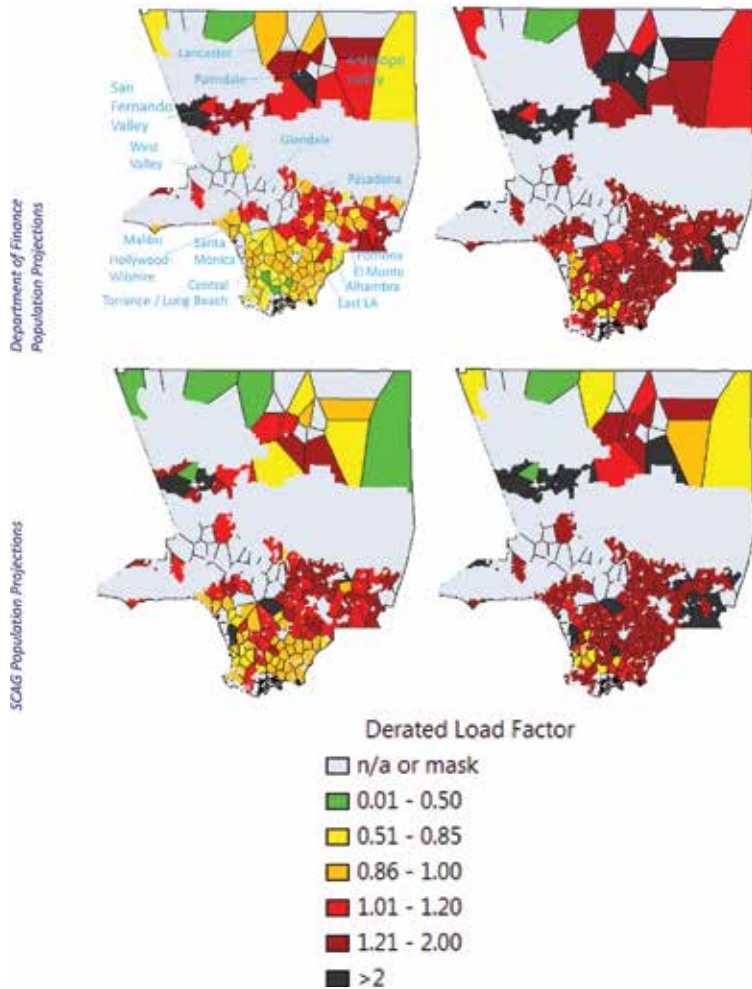 Lancaster
Antelope
Valley
Palmdale
San
Fernando
Valley
West
Valley
Glendale
Pasadena
Malibu
Hollywood-
Wilshire
Santa
Monica
Pomona
El Monte
Alhambra
Central
Torrance / Long Beach
East LA
Department of Finance
Population Projections
SCAG Population Projections
Derated Load Factor
n/a or mask
0.01 - 0.50
0.51 - 0.85
0.86 - 1.00
1.01 - 1.20
1.21 - 2.00
>2